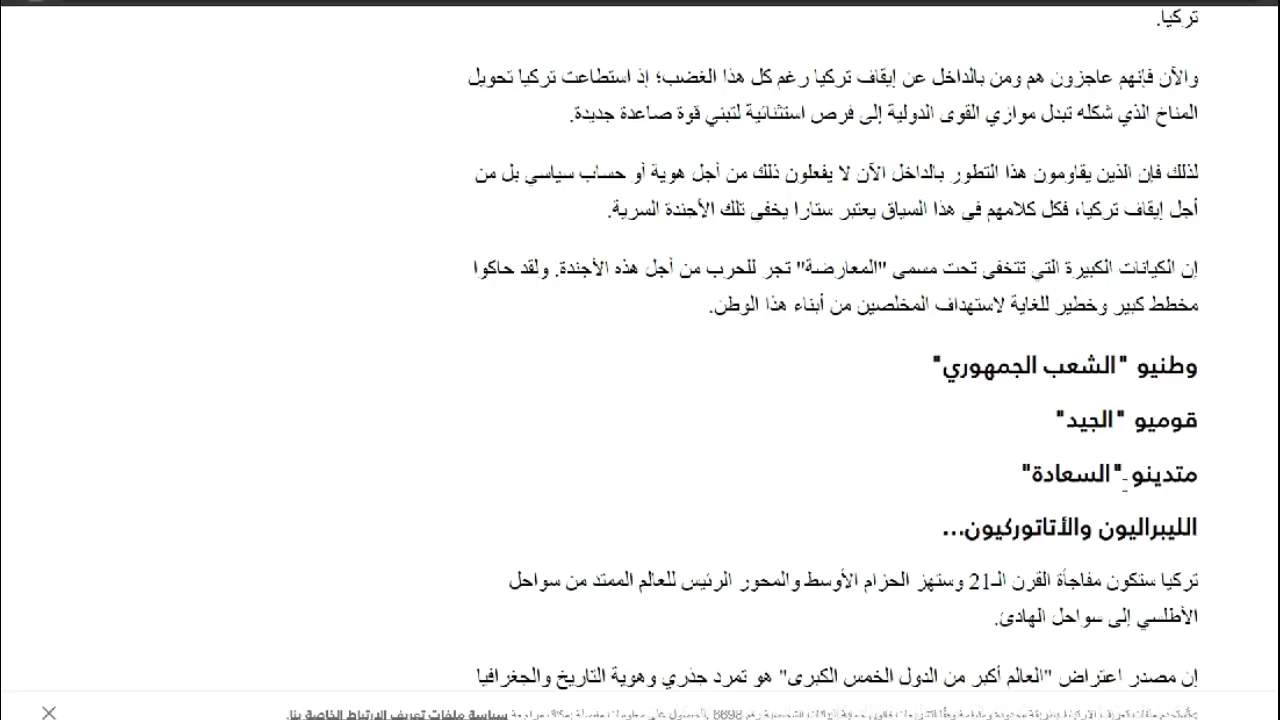 تركيا.
والآن فإنهم عاجزون هم ومن بالداخل عن إيقاف تركيا رغم كل هذا الغضب؛ إذ استطاعت تركيا تحويل
المناخ الذي شكله تبدل موازي القوى الدولية إلى فرص استثنائية لتبني قوة صاعدة جديدة.
لذلك فإن الذين يقاومون هذا التطور بالداخل الآن لا يفعلون ذلك من أجل هوية أو حساب سياسي بل من
أجل إيقاف تركيا، فكل كلامهم في هذا السياق يعتبر ستارا يخفي تلك الأجندة السرية.
إن الكيانات الكبيرة التي تتخفى تحت مسمى "المعارضة" تجر للحرب من أجل هذه الأجندة. ولقد حاكوا
مخطط كبير وخطير للغاية لاستهداف المخلصين من أبناء هذا الوطن.
وطنيو "الشعب الجمهوري"
قوميو "الجيد"
متدينو "السعادة"
الليبراليون والأتاتوركيون...
تركيا ستكون مفاجأة القرن الـ21 وستهز الحزام الأوسط والمحور الرئيس للعالم الممتد من سواحل
الأطلسي إلى سواحل الهادئ.
إن مصدر اعتراض "العالم أكبر من الدول الخمس الكبرى" هو تمرد جذري وهوية التاريخ والجغرافيا
سياسة ملفات تعريف الارتباط الخاصة بنا.